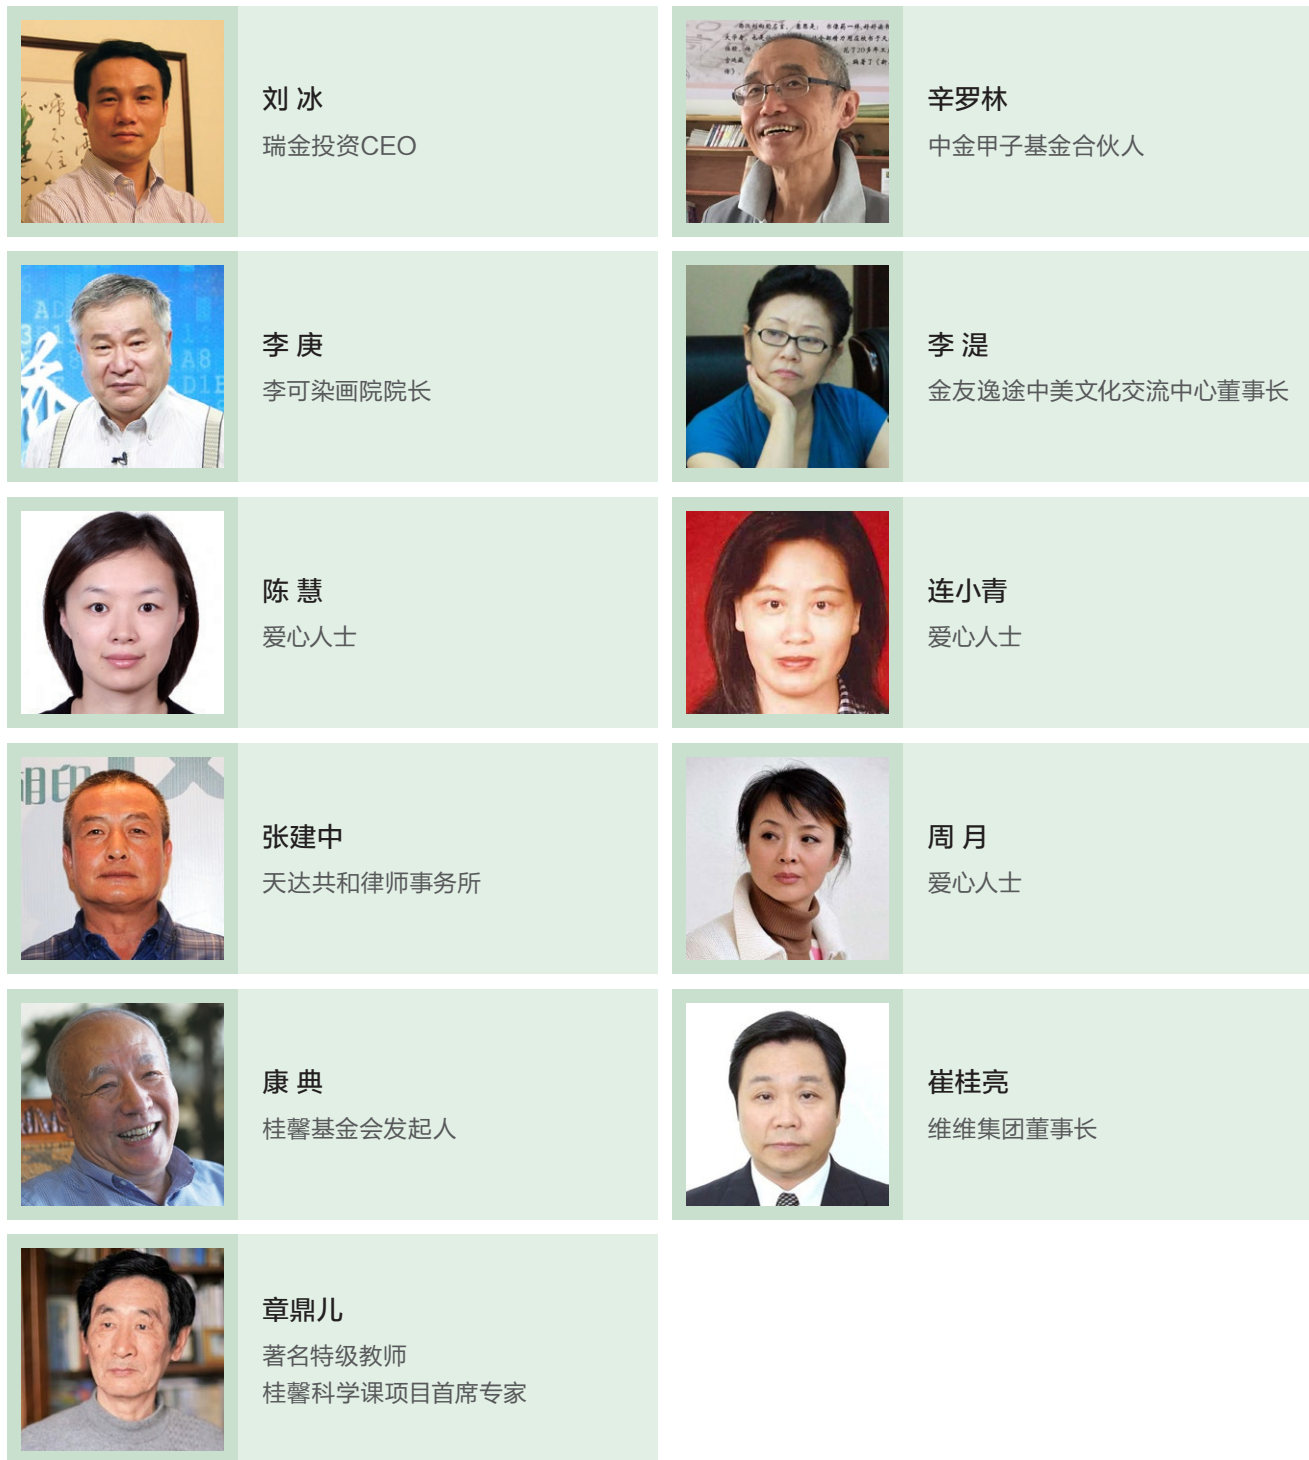 刘 冰
瑞金投资CEO
辛罗林
中金甲子基金合伙人
李 庚
李可染画院院长
李 湜
金友逸途中美文化交流中心董事长
陈 慧
爱心人士
连小青
爱心人士
张建中
天达共和律师事务所
周 月
爱心人士
康 典
桂馨基金会发起人
崔桂亮
维维集团董事长
章鼎儿
著名特级教师
桂馨科学课项目首席专家